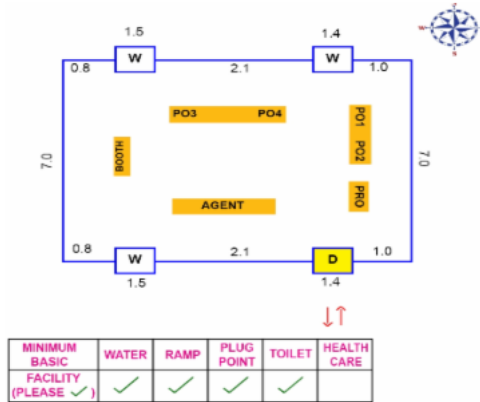 1.5
1.4
W
W
0.8
2.1
1.0
PO3 PO4
PO1
PO2
BOOTH
7.0
7.0
PRO
AGENT
0.8
2.1
1.0
W
D
1.5
1.4
MINIMUM BASIC FACILITY (PLEASE ✓)
WATER
RAMP
PLUG POINT
TOILET
HEALTH CARE
✓ ✓ ✓ ✓